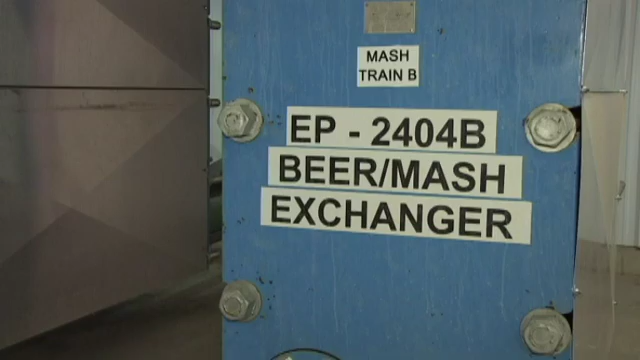 MASH
TRAIN B
EP - 2404B
BEER/MASH
EXCHANGER